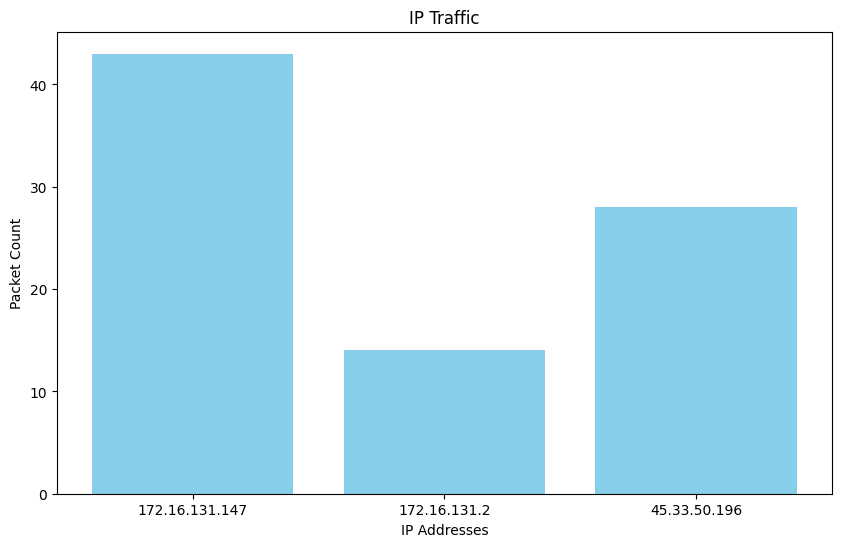 IP Traffic
Packet Count
40
30
20
10
0
172.16.131.147
172.16.131.2
45.33.50.196
IP Addresses